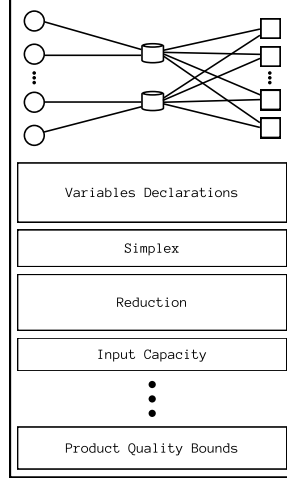 Variables Declarations
Simplex
Reduction
Input Capacity
Product Quality Bounds